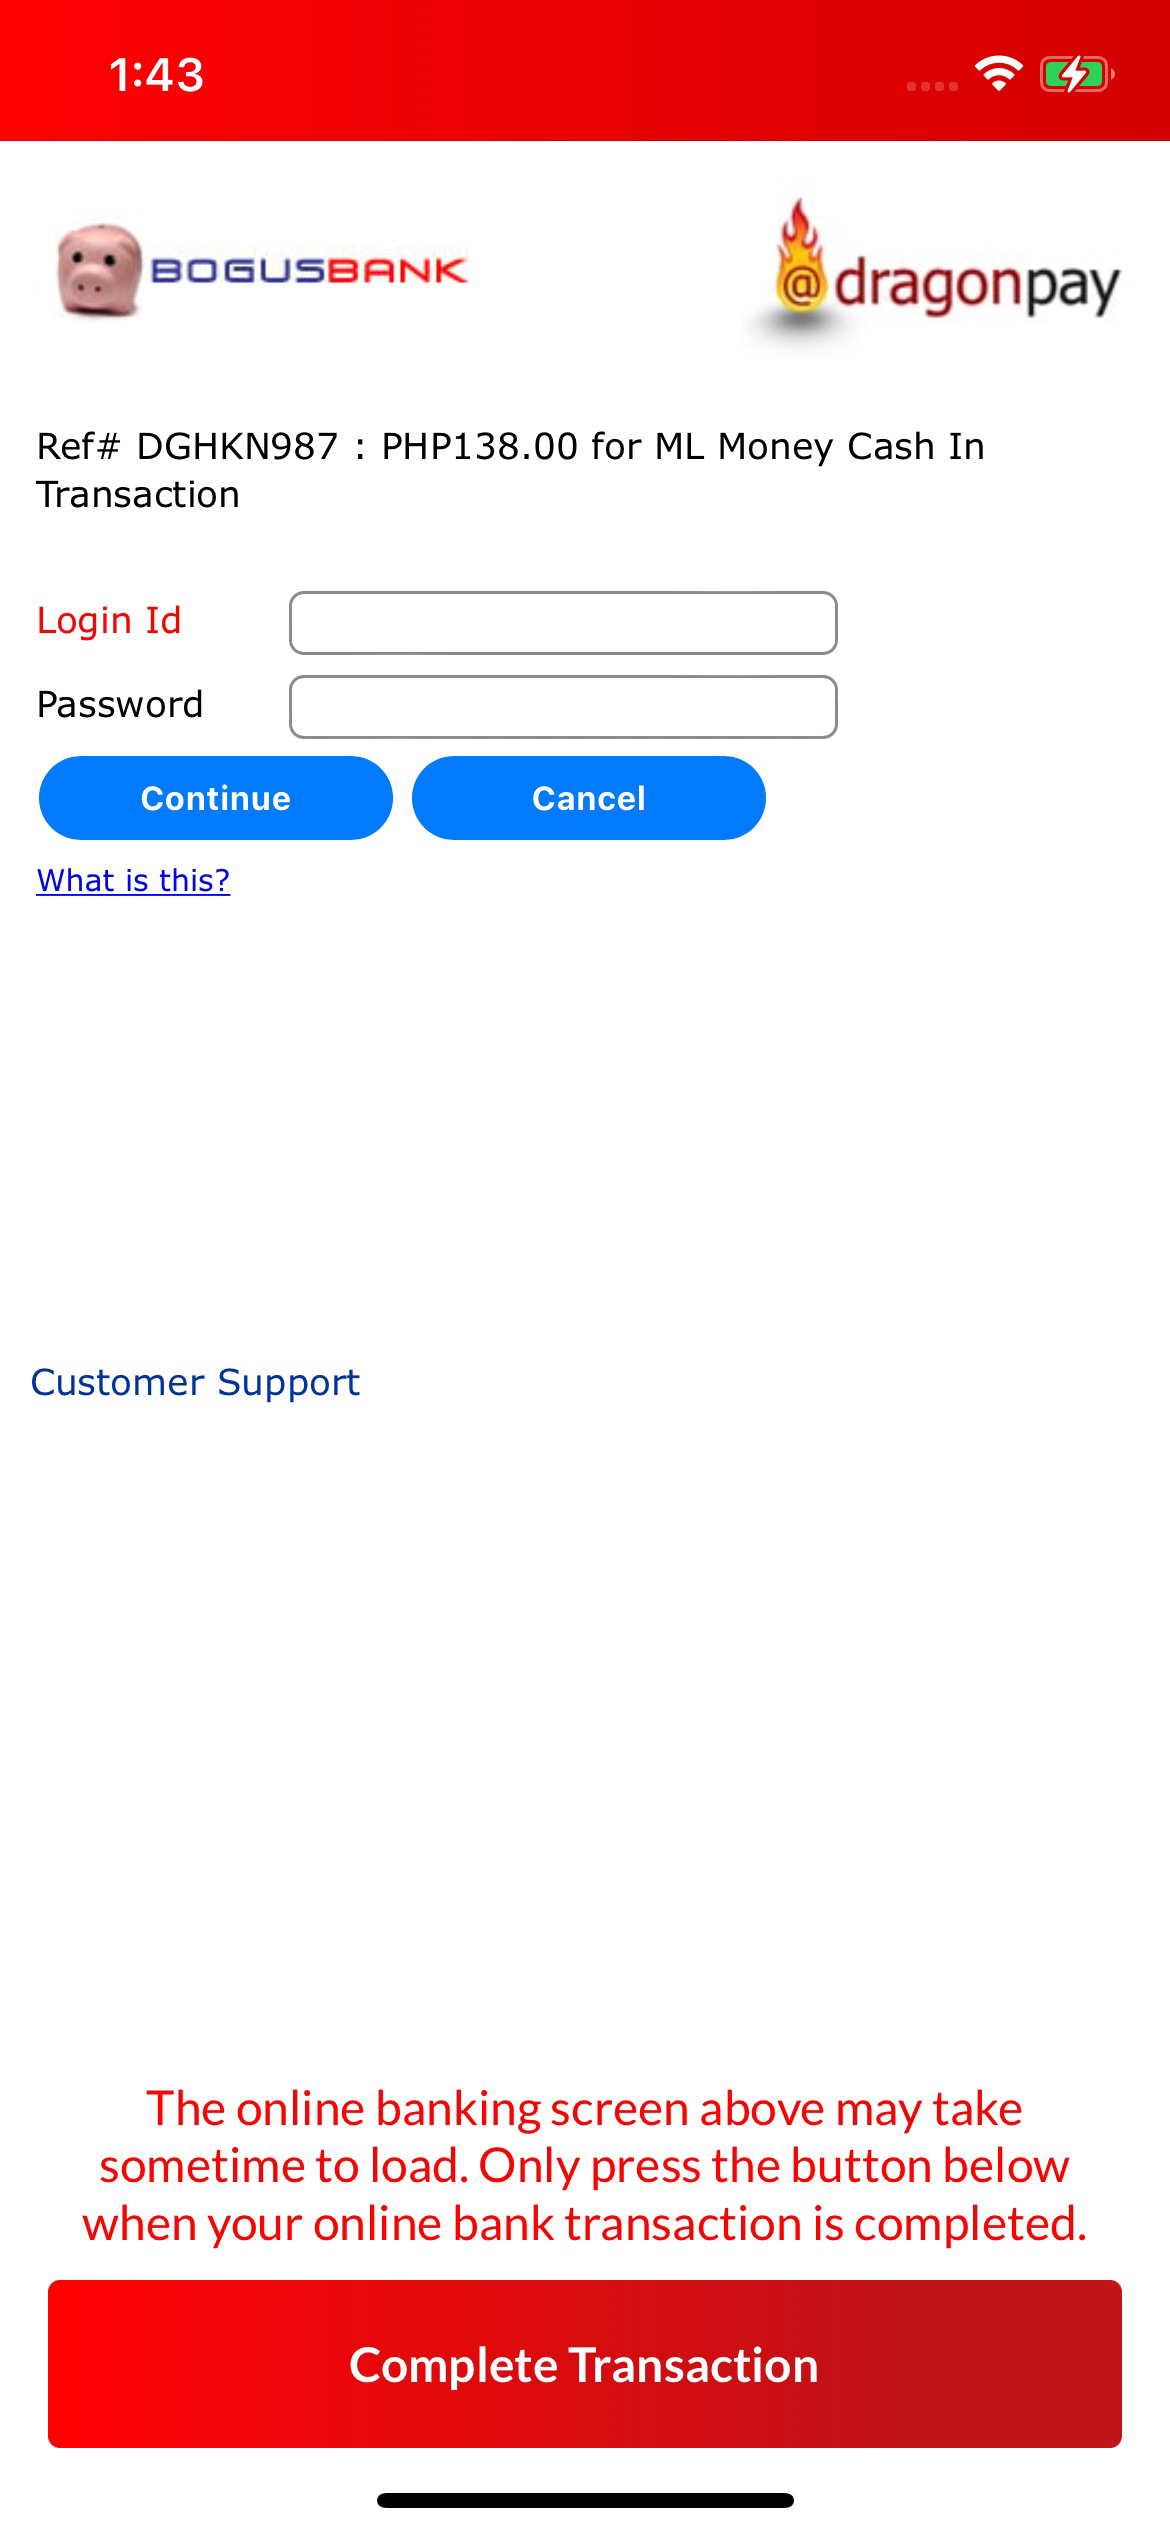 1:43
BOGUSBANK
@dragonpay
Ref# DGHKN987 : PHP138.00 for ML Money Cash In
Transaction
Login Id
Password
Continue
Cancel
What is this?
Customer Support
The online banking screen above may take
sometime to load. Only press the button below
when your online bank transaction is completed.
Complete Transaction